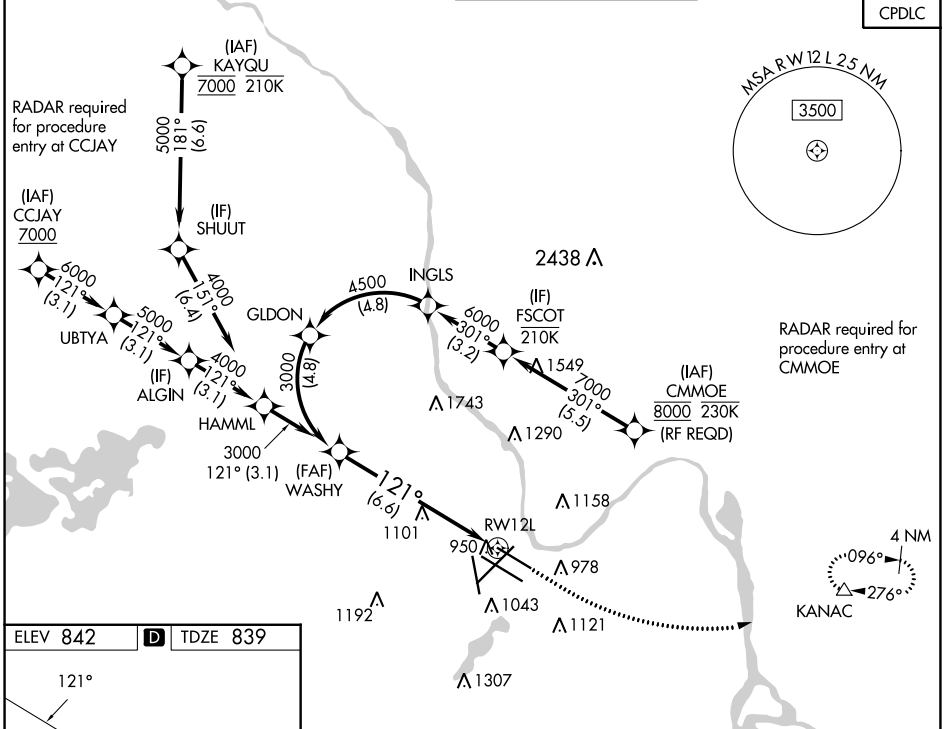 CPDLC
(IAF)
KAYQU
7000 210K
MSA RW12L 25 NM
3500
RADAR required
for procedure
entry at CCJAY
5000
181°
(6.6)
(IAF)
CCJAY
7000
(IF)
SHUUT
6000
121°
(3.1)
UBTYA
5000
121°
(3.1)
(IF)
ALGIN
4000
151°
(6.4)
4000
121°
(3.1)
HAMML
3000
121° (3.1)
GLDON
4500
(4.8)
3000
(4.8)
INGLS
6000
301°
(3.2)
(IF)
FSCOT
210K
2438
1549
7000
301°
(5.5)
(IAF)
CMMOE
8000 230K
(RF REQD)
RADAR required for
procedure entry at
CMMOE
1743
1290
(FAF)
WASHY
121°
(6.6)
1101
1158
RW12L
950
978
1043
1121
1192
1307
4 NM
096°
276°
KANAC
ELEV 842 D TDZE 839
121°